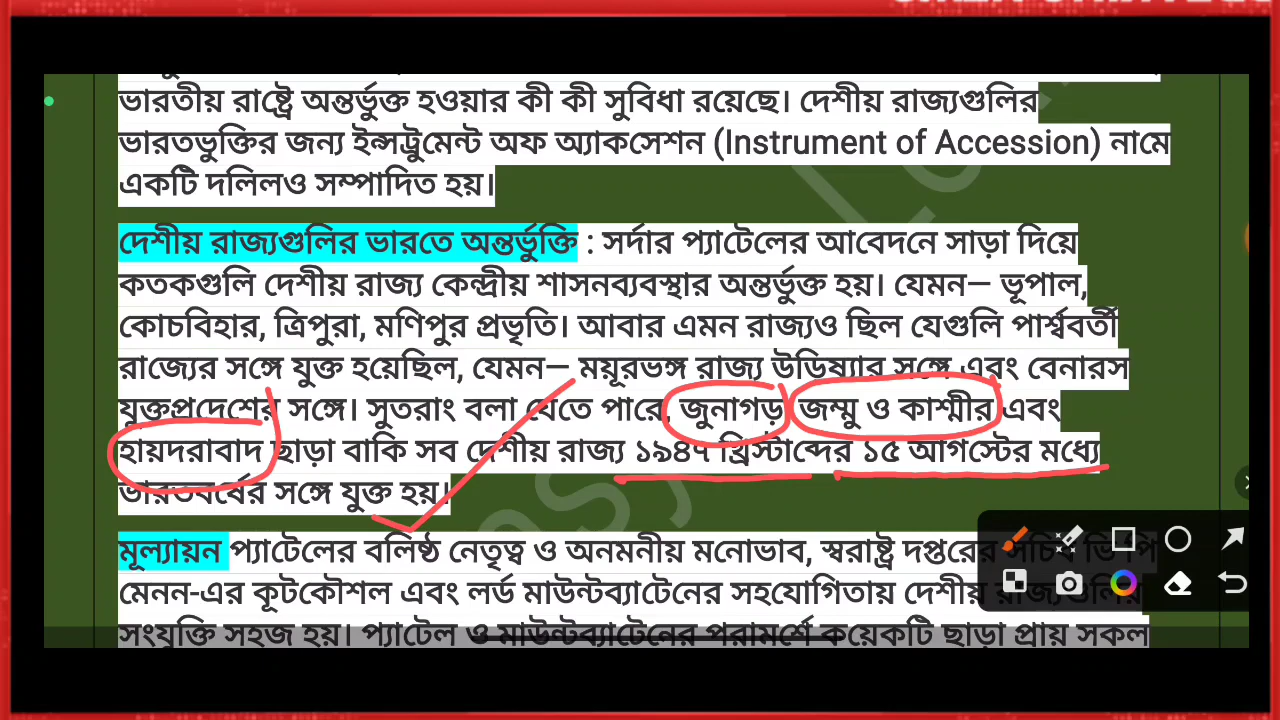 ভারতীয় রাষ্ট্রে অন্তর্ভুক্ত হওয়ার কী কী সুবিধা রয়েছে। দেশীয় রাজ্যগুলির
ভারতভুক্তির জন্য ইন্সট্রুমেন্ট অফ অ্যাকসেশন (Instrument of Accession) নামে
একটি দলিলও সম্পাদিত হয়।
দেশীয় রাজ্যগুলির ভারতে অন্তর্ভুক্তি : সর্দার প্যাটেলের আবেদনে সাড়া দিয়ে
কতকগুলি দেশীয় রাজ্য কেন্দ্রীয় শাসনব্যবস্থার অন্তর্ভুক্ত হয়। যেমন— ভূপাল,
কোচবিহার, ত্রিপুরা, মণিপুর প্রভৃতি। আবার এমন রাজ্যও ছিল যেগুলি পার্শ্ববর্তী
রাজ্যের সঙ্গে যুক্ত হয়েছিল, যেমন— ময়ূরভঙ্গ রাজ্য উড়িষ্যার সঙ্গে এবং বেনারস
যুক্তপ্রদেশের সঙ্গে। সুতরাং বলা যেতে পারে, জুনাগড় জম্মু ও কাশ্মীর এবং
হায়দরাবাদ ছাড়া বাকি সব দেশীয় রাজ্য ১৯৪৭ খ্রিস্টাব্দের ১৫ আগস্টের মধ্যে
ভারতবর্ষের সঙ্গে যুক্ত হয়।
মূল্যায়ন প্যাটেলের বলিষ্ঠ নেতৃত্ব ও অনমনীয় মনোভাব, স্বরাষ্ট্র দপ্তরের সচিব ভি পি
মেনন-এর কূটকৌশল এবং লর্ড মাউন্টব্যাটেনের সহযোগিতায় দেশীয় রাজ্যগুলির
সংযুক্তি সহজ হয়। প্যাটেল ও মাউন্টব্যাটেনের পরামর্শে কয়েকটি ছাড়া প্রায় সকল